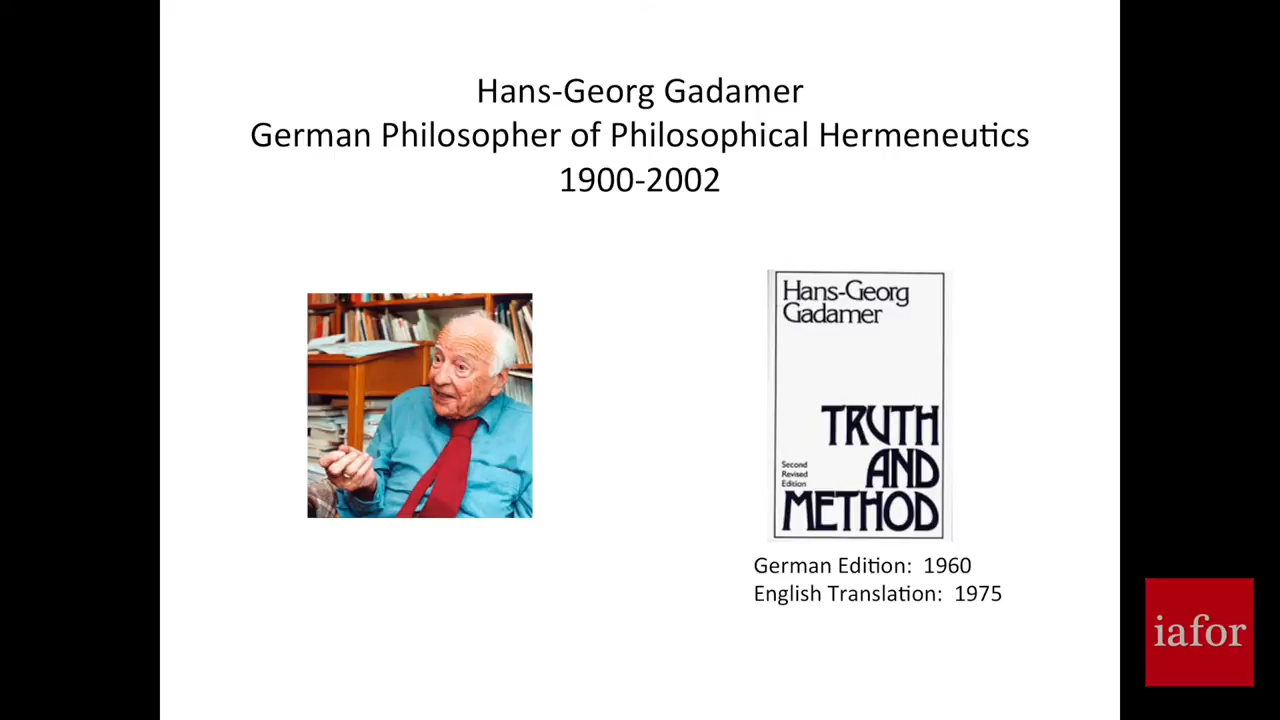 Hans-Georg Gadamer
German Philosopher of Philosophical Hermeneutics
1900-2002
Hans-Georg
Gadamer
TRUTH
AND
METHOD
Second
Revised
Edition
German Edition: 1960
English Translation: 1975
iafor